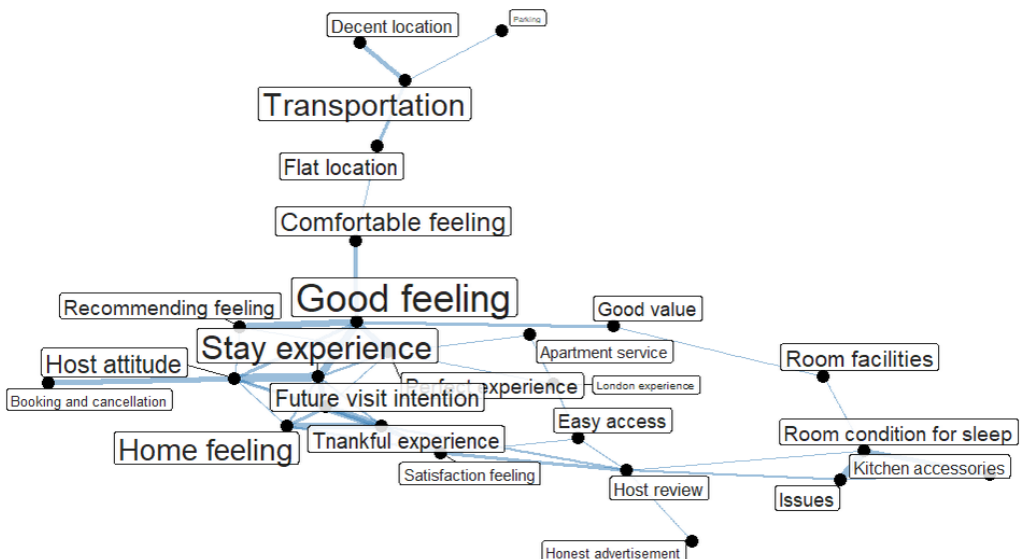 Decent location
Parking
Transportation
Flat location
Comfortable feeling
Good feeling
Recommending feeling
Good value
Stay experience
Apartment service
Host attitude
Room facilities
Perfect experience
London experience
Booking and cancellation
Future visit intention
Easy access
Home feeling
Tnankful experience
Room condition for sleep
Satisfaction feeling
Kitchen accessories
Host review
Issues
Honest advertisement